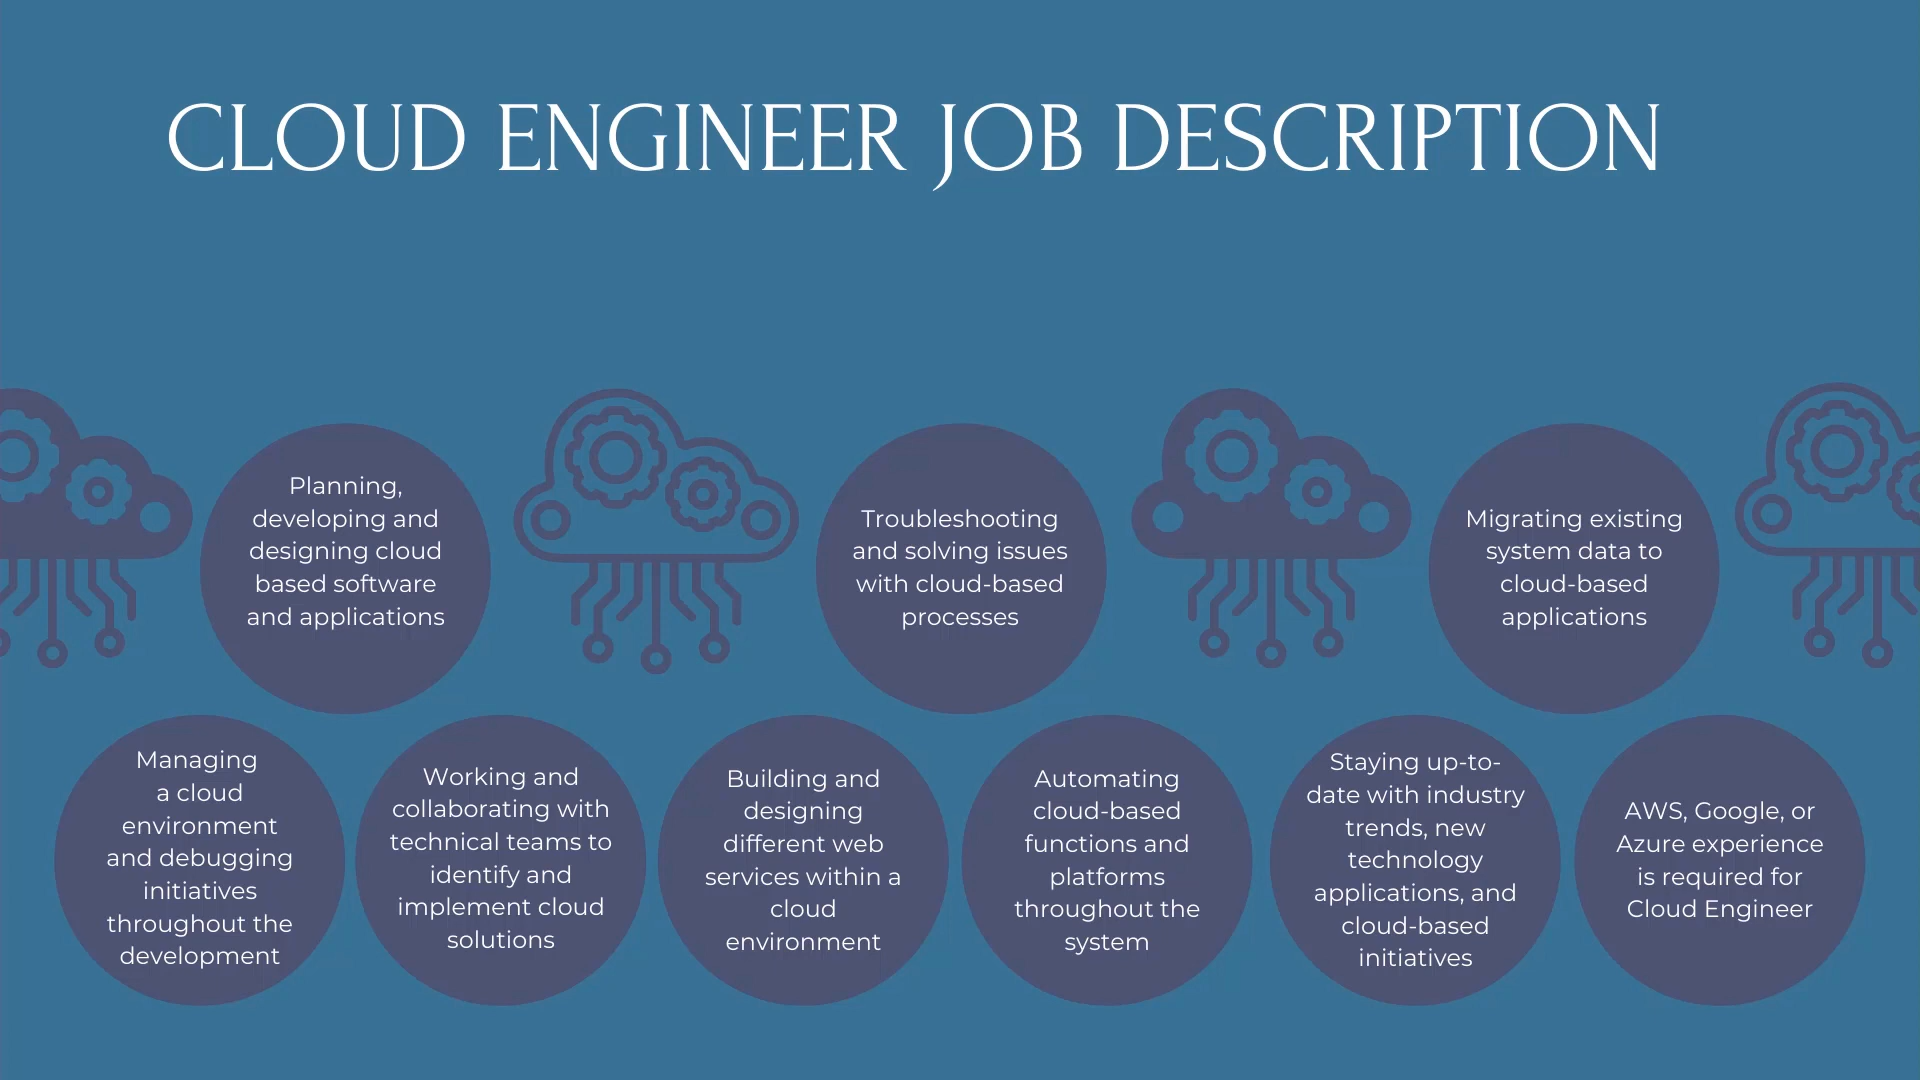 CLOUD ENGINEER JOB DESCRIPTION
Planning,
developing and
designing cloud
based software
and applications
Troubleshooting
and solving issues
with cloud-based
processes
Migrating existing
system data to
cloud-based
applications
Managing
a cloud
environment
and debugging
initiatives
throughout the
development
Working and
collaborating with
technical teams to
identify and
implement cloud
solutions
Building and
designing
different web
services within a
cloud
environment
Automating
cloud-based
functions and
platforms
throughout the
system
Staying up-to-
date with industry
trends, new
technology
applications, and
cloud-based
initiatives
AWS, Google, or
Azure experience
is required for
Cloud Engineer